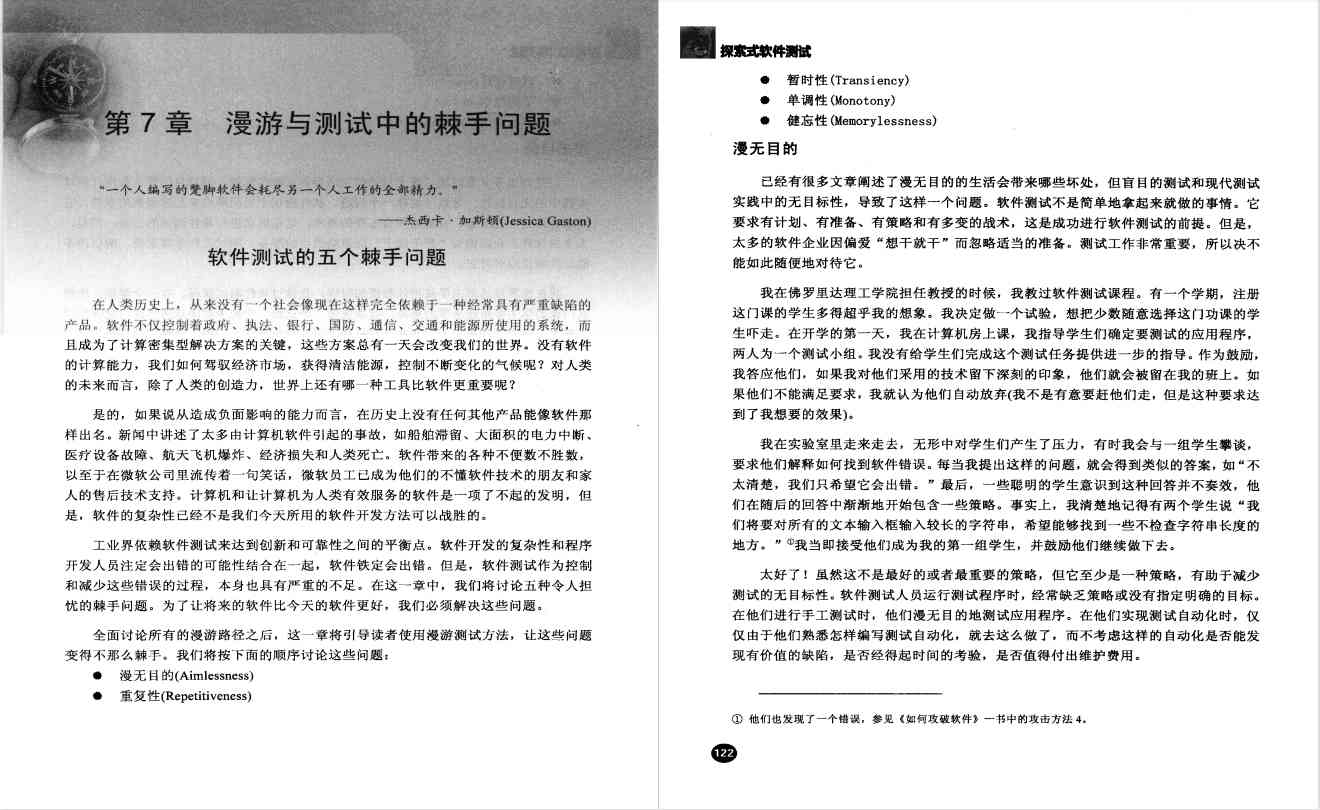 第 7 章　漫游与测试中的棘手问题
“一个人编写的蹩脚软件会耗尽另一个人工作的全部精力。”
——杰西卡·加斯顿(Jessica Gaston)
软件测试的五个棘手问题
在人类历史上，从来没有一个社会像现在这样完全依赖于一种经常具有严重缺陷的
产品。软件不仅控制着政府、执法、银行、国防、通信、交通和能源所使用的系统，而
且成为了计算密集型解决方案的关键，这些方案总有一天会改变我们的世界。没有软件
的计算能力，我们如何驾驭经济市场，获得清洁能源，控制不断变化的气候呢？对人类
的未来而言，除了人类的创造力，世界上还有哪一种工具比软件更重要呢？
是的，如果说从造成负面影响的能力而言，在历史上没有任何其他产品能像软件那
样出名。新闻中讲述了太多由计算机软件引起的事故，如船舶滞留、大面积的电力中断、
医疗设备故障、航天飞机爆炸、经济损失和人类死亡。软件带来的各种不便数不胜数，
以至于在微软公司里流传着一句笑话，微软员工已成为他们的不懂软件技术的朋友和家
人的售后技术支持。计算机和让计算机为人类有效服务的软件是一项了不起的发明，但
是，软件的复杂性已经不是我们今天所用的软件开发方法可以战胜的。
工业界依赖软件测试来达到创新和可靠性之间的平衡点。软件开发的复杂性和程序
开发人员注定会出错的可能性结合在一起，软件铁定会出错。但是，软件测试作为控制
和减少这些错误的过程，本身也具有严重的不足。在这一章中，我们将讨论五种令人担
忧的棘手问题。为了让将来的软件比今天的软件更好，我们必须解决这些问题。
全面讨论所有的漫游路径之后，这一章将引导读者使用漫游测试方法，让这些问题
变得不那么棘手。我们将按下面的顺序讨论这些问题：
● 漫无目的(Aimlessness)
● 重复性(Repetitiveness)
探索式软件测试
● 暂时性(Transiency)
● 单调性(Monotony)
● 健忘性(Memorylessness)
漫无目的
已经有很多文章阐述了漫无目的的生活会带来哪些坏处，但盲目的测试和现代测试
实践中的无目标性，导致了这样一个问题。软件测试不是简单地拿起来就做的事情。它
要求有计划、有准备、有策略和有多变的战术，这是成功进行软件测试的前提。但是，
太多的软件企业因偏爱“想干就干”而忽略适当的准备。测试工作非常重要，所以决不
能如此随便地对待它。
我在佛罗里达理工学院担任教授的时候，我教过软件测试课程。有一个学期，注册
这门课的学生多得超乎我的想象。我决定做一个试验，想把少数随意选择这门功课的学
生吓走。在开学的第一天，我在计算机房上课，我指导学生们确定要测试的应用程序，
两人为一个测试小组。我没有给学生们完成这个测试任务提供进一步的指导。作为鼓励，
我答应他们，如果我对他们采用的技术留下深刻的印象，他们就会被留在我的班上。如
果他们不能满足要求，我就认为他们自动放弃(我不是有意要赶他们走，但是这种要求达
到了我想要的效果)。
我在实验室里走来走去，无形中对学生们产生了压力，有时我会与一组学生攀谈，
要求他们解释如何找到软件错误。每当我提出这样的问题，就会得到类似的答案，如“不
太清楚，我们只希望它会出错。”最后，一些聪明的学生意识到这种回答并不奏效，他
们在随后的回答中渐渐地开始包含一些策略。事实上，我清楚地记得有两个学生说“我
们将要对所有的文本输入框输入较长的字符串，希望能够找到一些不检查字符串长度的
地方。”①我当即接受他们成为我的第一组学生，并鼓励他们继续做下去。
太好了！虽然这不是最好的或者最重要的策略，但它至少是一种策略，有助于减少
测试的无目标性。软件测试人员运行测试程序时，经常缺乏策略或没有指定明确的目标。
在他们进行手工测试时，他们漫无目的地测试应用程序。在他们实现测试自动化时，仅
仅由于他们熟悉怎样编写测试自动化，就去这么做了，而不考虑这样的自动化是否能发
现有价值的缺陷，是否经得起时间的考验，是否值得付出维护费用。
① 他们也发现了一个错误，参见《如何攻破软件》一书中的攻击方法 4。
122